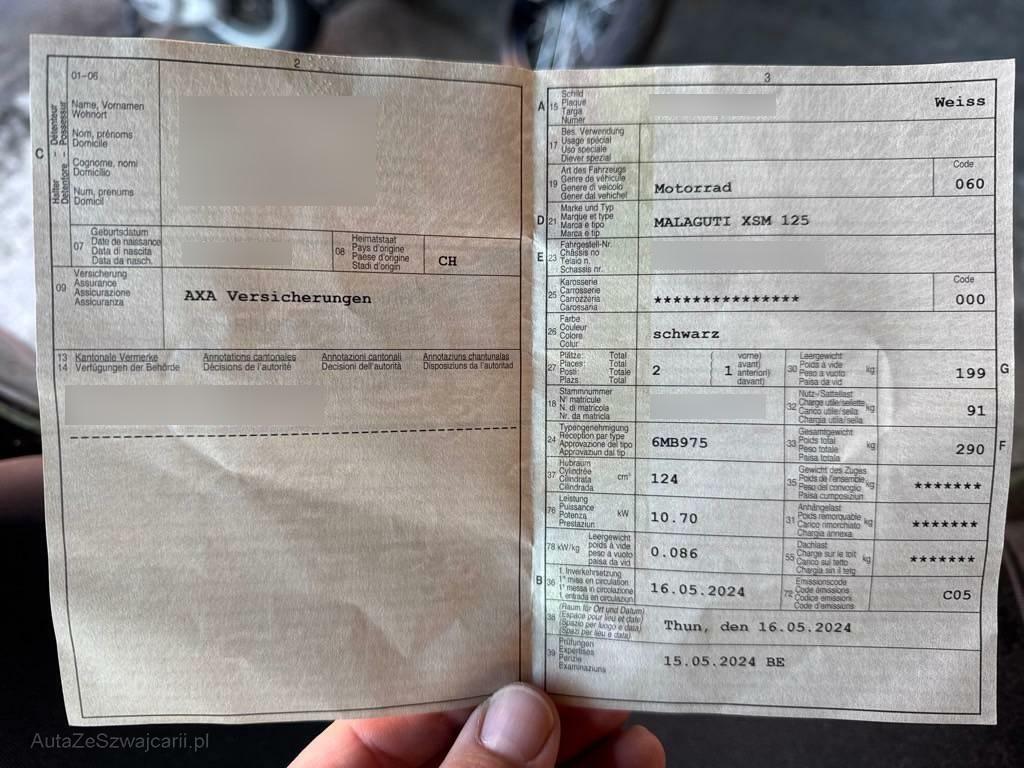 2
01-06
C
Halter - Détenteur
Detentore - Possessur
Name, Vornamen
Wohnort
Nom, prénoms
Domicile
Cognome, nomi
Domicilio
Num, prenums
Domicil
07
Geburtsdatum
Date de naissance
Data di nascita
Data da nasch.
08
Heimatstaat
Pays d'origine
Paese d'origine
Stadi d'origin
CH
09
Versicherung
Assurance
Assicurazione
Assicuranza
AXA Versicherungen
13 Kantonale Vermerke Annotations cantonales Annotazioni cantonali Annotaziuns chantunalas
14 Verfügungen der Behörde Décisions de l'autorité Decisioni dell'autorità Disposiziuns da l'autoritad
3
A 15
Schild
Plaque
Targa
Numer
Weiss
17
Bes. Verwendung
Usage spécial
Uso speciale
Diever spezial
19
Art des Fahrzeugs
Genre de véhicule
Genere di veicolo
Gener dal vehichel
Motorrad
Code
060
D 21
Marke und Typ
Marque et type
Marca e tipo
Marca e tip
MALAGUTI XSM 125
E 23
Fahrgestell-Nr.
Châssis no
Telaio n.
Schassis nr.
25
Karosserie
Carrosserie
Carrozzeria
Carossaria
***************
Code
000
26
Farbe
Couleur
Colore
Colur
schwarz
27
Plätze: Total
Places: Total
Posti: Totale
Plazs: Total
2
1
vorne)
avant)
anteriori)
davant)
30
Leergewicht
Poids à vide
Peso a vuoto
Paisa da vid
kg
199
G
18
Stammnummer
N° matricule
N. di matricola
Nr. da matricla
32
Nutz-/Sattellast
Charge utile/sellette
Carico utile/sella
Chargia utila/sella
kg
91
24
Typengenehmigung
Réception par type
Approvazione del tipo
Approvaziun dal tip
6MB975
33
Gesamtgewicht
Poids total
Peso totale
Paisa totala
kg
290
F
37
Hubraum
Cylindrée
Cilindrata
Cilindrada
cm³
124
35
Gewicht des Zuges
Poids de l'ensemble
Peso del convoglio
Paisa cumposiziun
kg
*******
76
Leistung
Puissance
Potenza
Prestaziun
kW
10.70
31
Anhängelast
Poids remorquable
Carico rimorchiato
Chargia annexa
kg
*******
78 kW/kg
Leergewicht
poids à vide
peso a vuoto
paisa da vid
0.086
55
Dachlast
Charge sur le toit
Carico sul tetto
Chargia sin il tetg
kg
*******
B 36
1. Inverkehrsetzung
1re mise en circulation
1a messa in circolazione
1. entrada en circulaziun
16.05.2024
72
Emissionscode
Code émissions
Codice emissioni
Code d'emissiuns
C05
38
(Raum für Ort und Datum)
(Espace pour lieu et date)
(Spazio per luogo e data)
(Spazi per lieu e data)
Thun, den 16.05.2024
39
Prüfungen
Expertises
Perizie
Examinaziuns
15.05.2024 BE
AutaZeSzwajcarii.pl